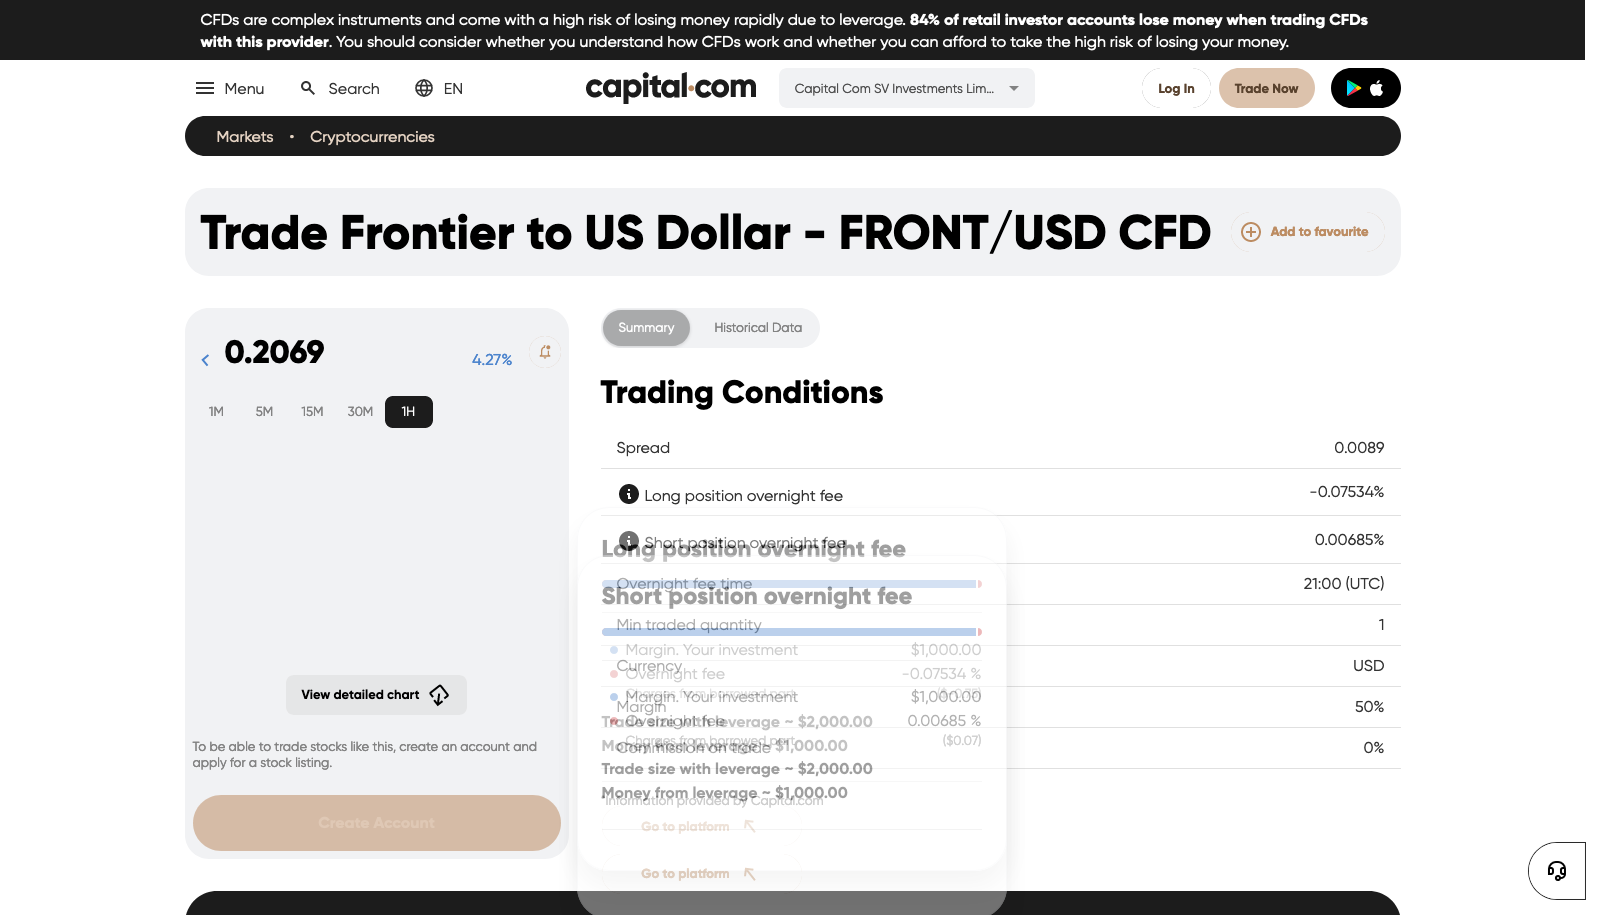 CFDs are complex instruments and come with a high risk of losing money rapidly due to leverage. 84% of retail investor accounts lose money when trading CFDs
with this provider. You should consider whether you understand how CFDs work and whether you can afford to take the high risk of losing your money.
Menu
Search
EN
capital.com
Capital Com SV Investments Lim...
Log In
Trade Now
Markets • Cryptocurrencies
Trade Frontier to US Dollar - FRONT/USD CFD
Add to favourite
0.2069
4.27%
1M 5M 15M 30M 1H
View detailed chart
To be able to trade stocks like this, create an account and
apply for a stock listing.
Create Account
Summary
Historical Data
Trading Conditions
Spread 0.0089
Long position overnight fee -0.07534%
Short position overnight fee 0.00685%
Overnight fee time 21:00 (UTC)
Min traded quantity 1
Currency USD
Margin 50%
Commission on trade 0%
Long position overnight fee
Margin. Your investment $1,000.00
Overnight fee -0.07534 %
Charges from borrowed part
Trade size with leverage ~ $2,000.00
Money from leverage ~ $1,000.00
Go to platform
Short position overnight fee
Margin. Your investment $1,000.00
Overnight fee 0.00685 %
Charges from borrowed part ($0.07)
Trade size with leverage ~ $2,000.00
Money from leverage ~ $1,000.00
Go to platform
*Information provided by Capital.com